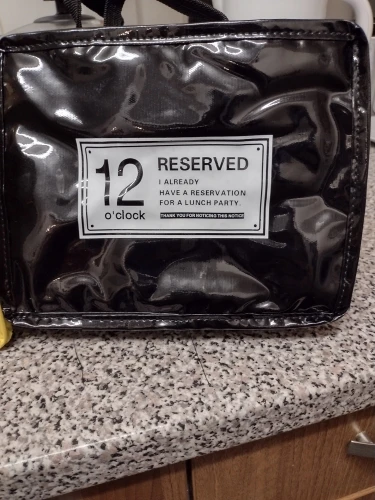 12
o'clock
RESERVED
I ALREADY
HAVE A RESERVATION
FOR A LUNCH PARTY.
THANK YOU FOR NOTICING THIS NOTICE